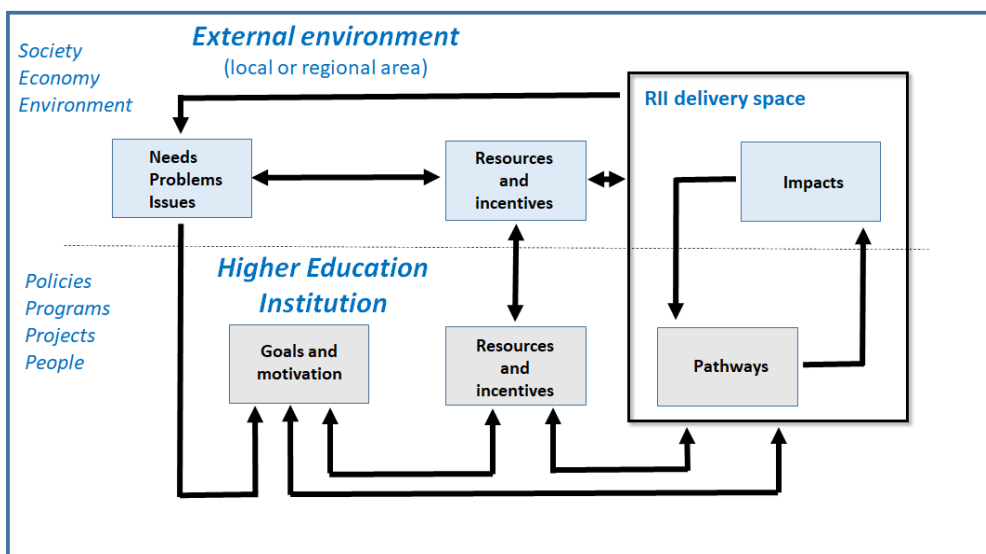 External environment
(local or regional area)
Society
Economy
Environment
RII delivery space
Needs
Problems
Issues
Resources
and
incentives
Impacts
Higher Education
Institution
Policies
Programs
Projects
People
Goals and
motivation
Resources
and
incentives
Pathways